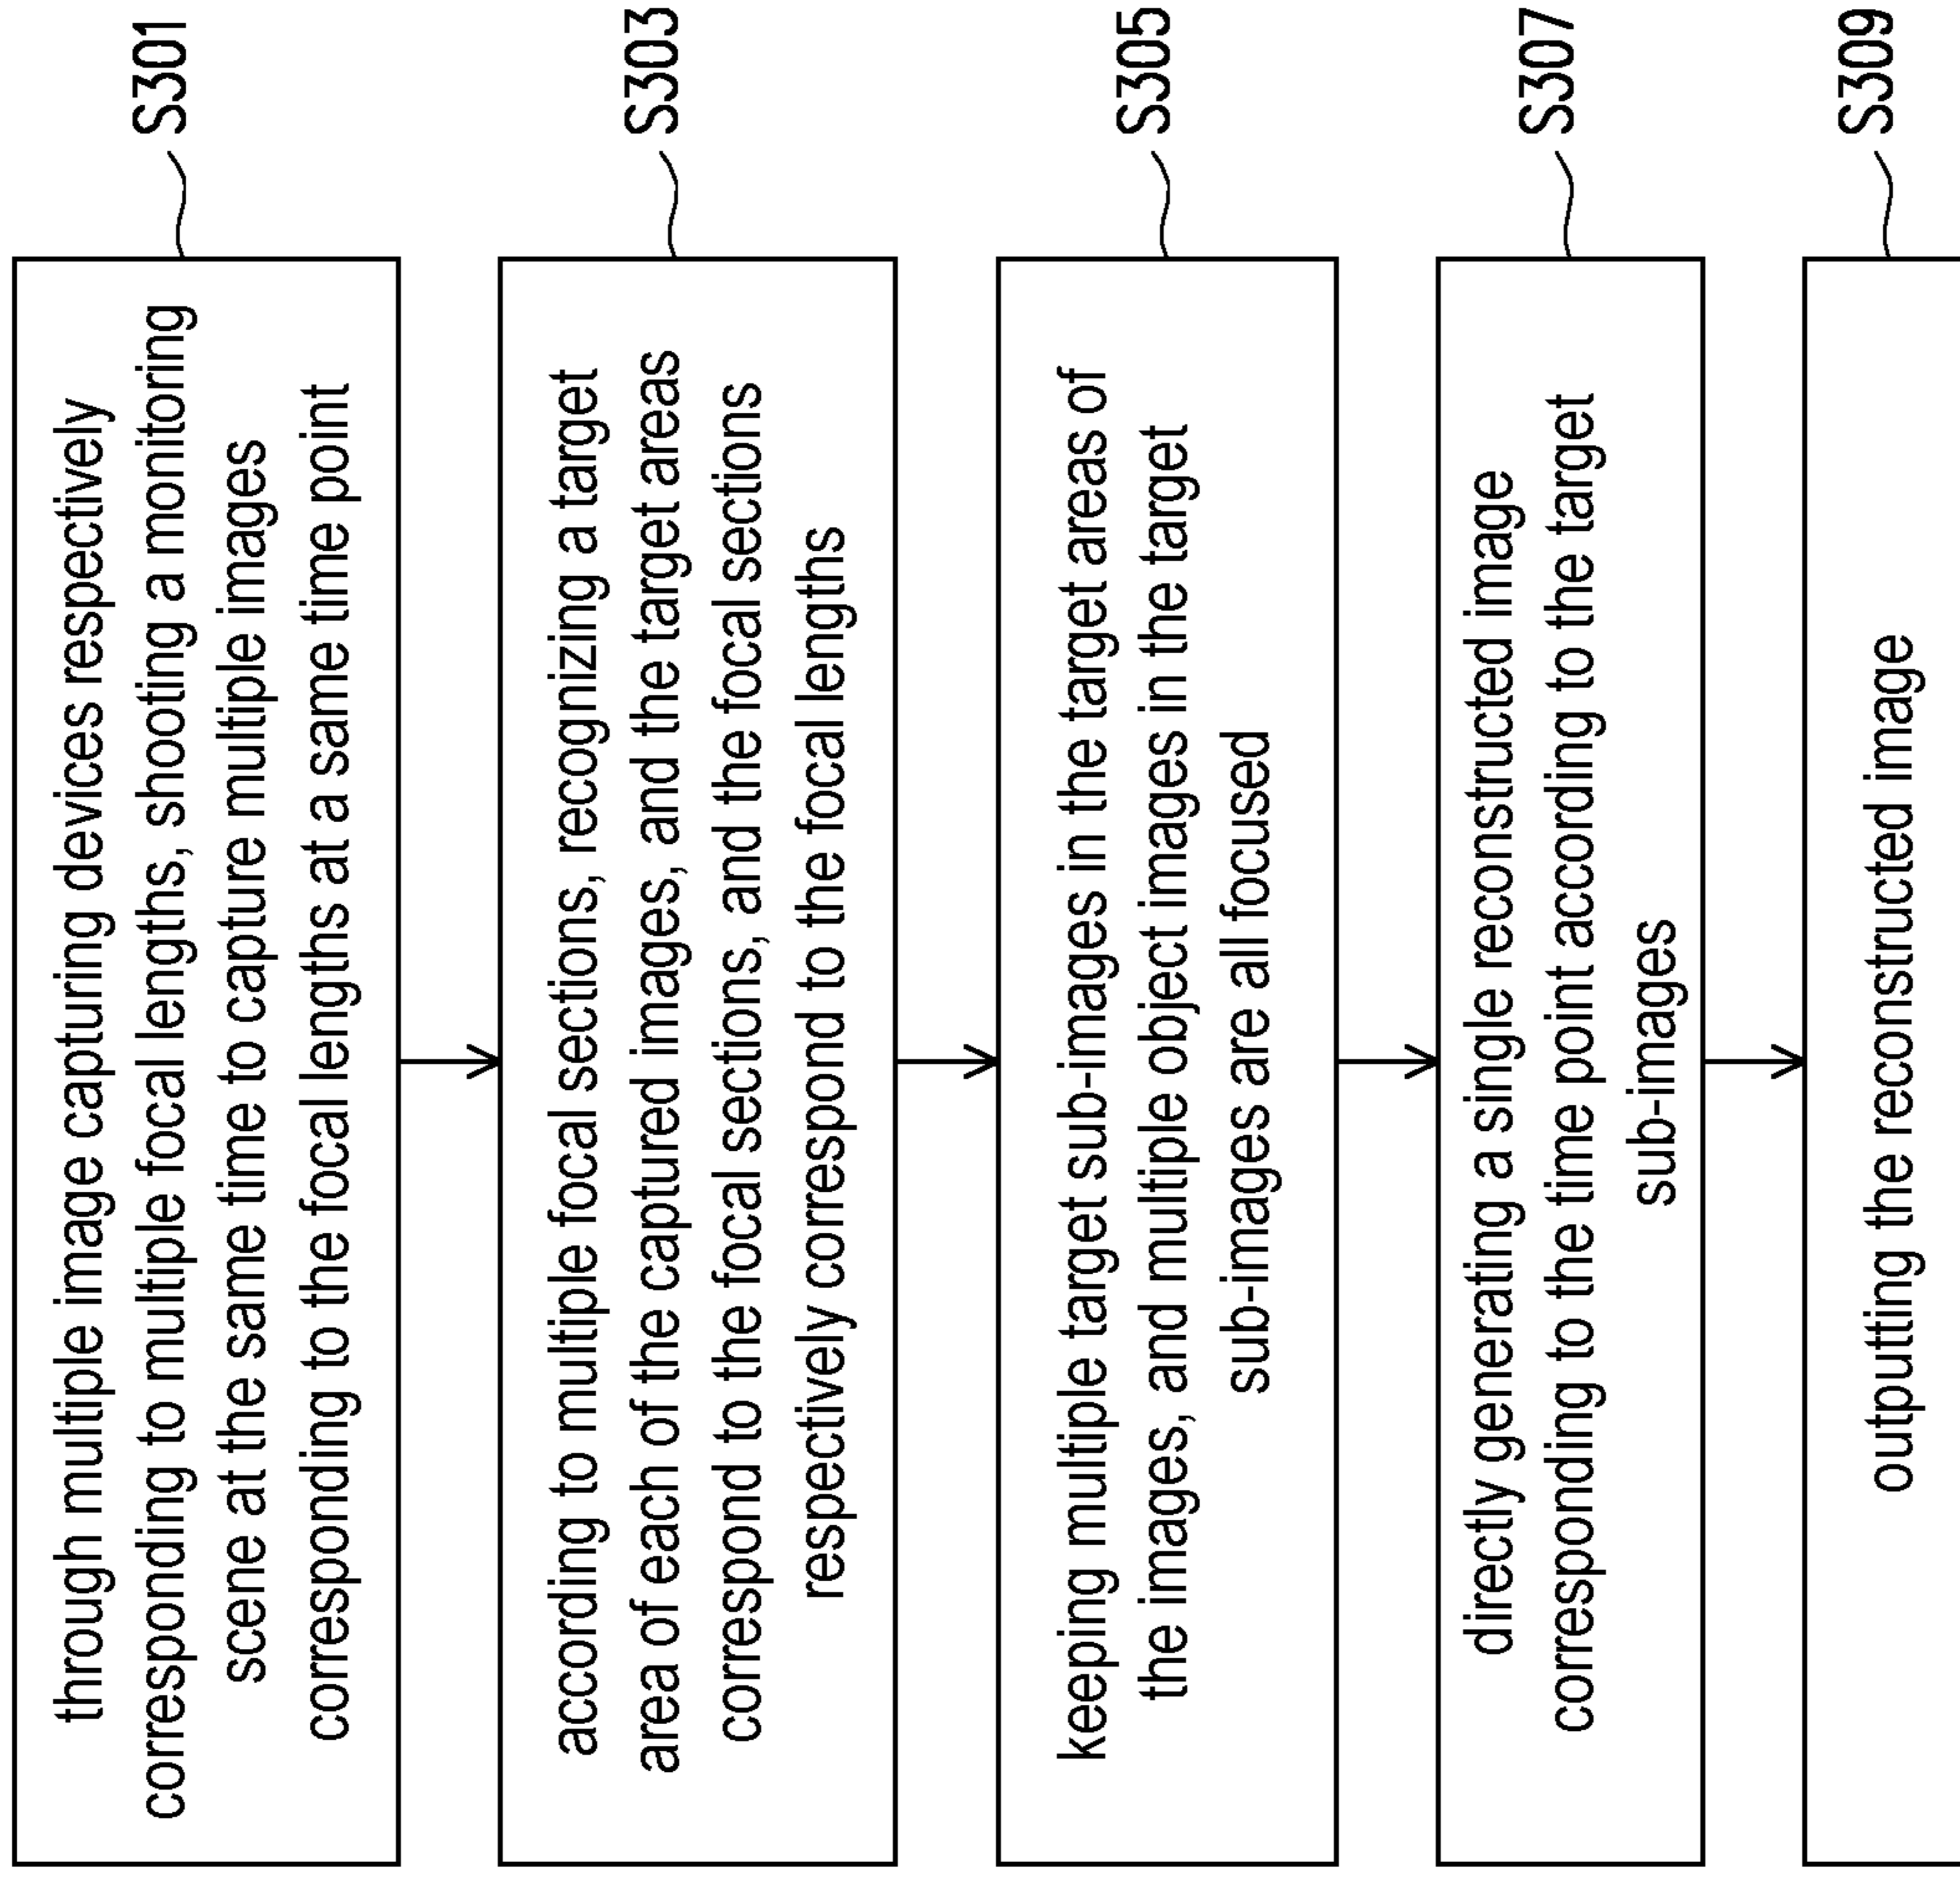 through multiple image capturing devices respectively
corresponding to multiple focal lengths, shooting a monitoring
scene at the same time to capture multiple images
corresponding to the focal lengths at a same time point
S301
according to multiple focal sections, recognizing a target
area of each of the captured images, and the target areas
correspond to the focal sections, and the focal sections
respectively correspond to the focal lengths
S303
keeping multiple target sub-images in the target areas of
the images, and multiple object images in the target
sub-images are all focused
S305
directly generating a single reconstructed image
corresponding to the time point according to the target
sub-images
S307
outputting the reconstructed image
S309